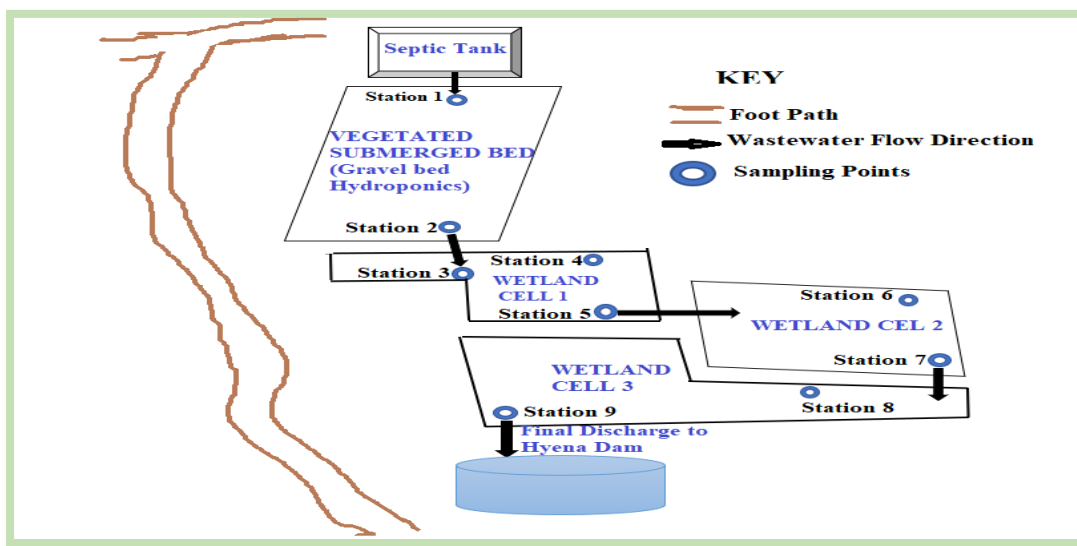 Septic Tank
Station 1
VEGETATED
SUBMERGED BED
(Gravel bed
Hydroponics)
Station 2
Station 3
Station 4
WETLAND
CELL 1
Station 5
Station 6
WETLAND CEL 2
Station 7
WETLAND
CELL 3
Station 8
Station 9
Final Discharge to
Hyena Dam
KEY
Foot Path
Wastewater Flow Direction
Sampling Points